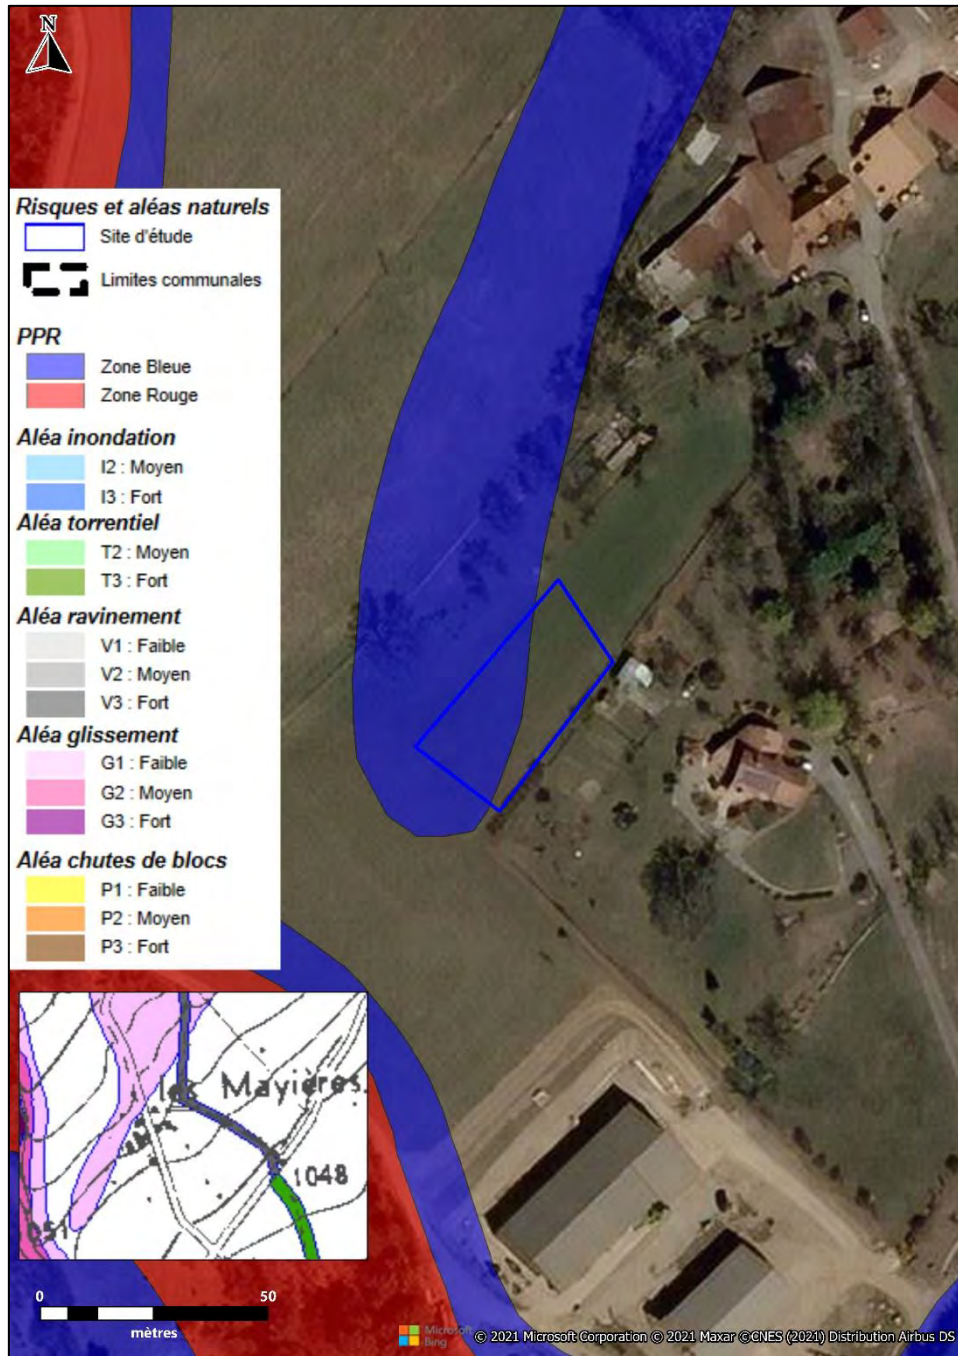 N
Risques et aléas naturels
Site d'étude
Limites communales
PPR
Zone Bleue
Zone Rouge
Aléa inondation
I2 : Moyen
I3 : Fort
Aléa torrentiel
T2 : Moyen
T3 : Fort
Aléa ravinement
V1 : Faible
V2 : Moyen
V3 : Fort
Aléa glissement
G1 : Faible
G2 : Moyen
G3 : Fort
Aléa chutes de blocs
P1 : Faible
P2 : Moyen
P3 : Fort
les Mayières
1048
0 50
mètres
Microsoft
Bing
© 2021 Microsoft Corporation © 2021 Maxar ©CNES (2021) Distribution Airbus DS